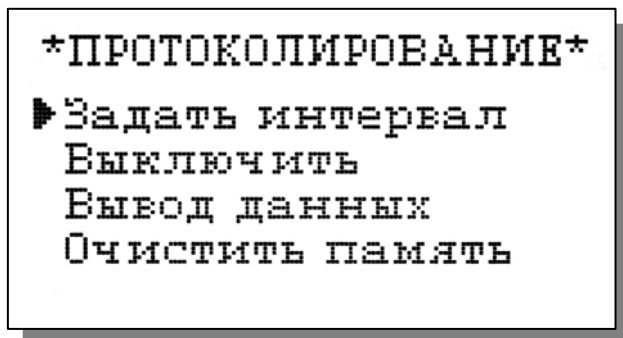 *ПРОТОКОЛИРОВАНИЕ*
Задать интервал
Выключить
Вывод данных
Очистить память